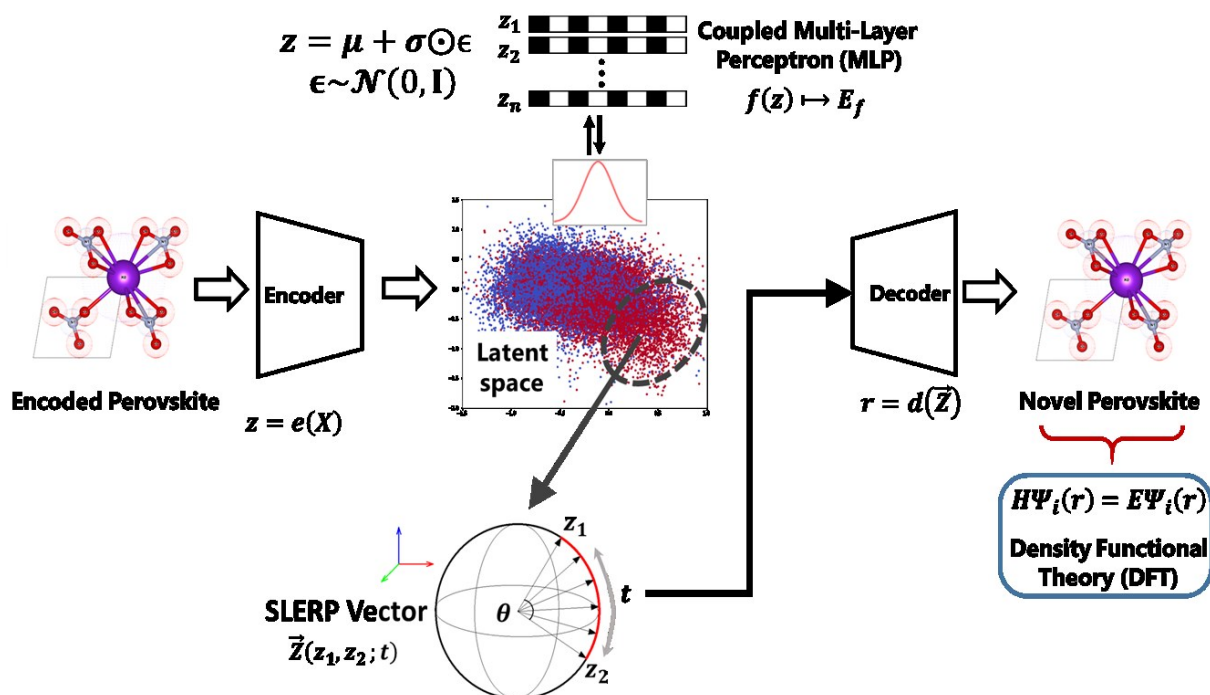 z = μ + σ⊙ϵ
ϵ~𝒩(0, I)
z₁
z₂
zₙ
Coupled Multi-Layer
Perceptron (MLP)
f(z) ↦ E_f
Encoded Perovskite
Encoder
z = e(X)
Latent
space
Decoder
r = d(Z⃗)
Novel Perovskite
HΨᵢ(r) = EΨᵢ(r)
Density Functional
Theory (DFT)
SLERP Vector
Z⃗(z₁, z₂; t)
z₁
θ
t
z₂